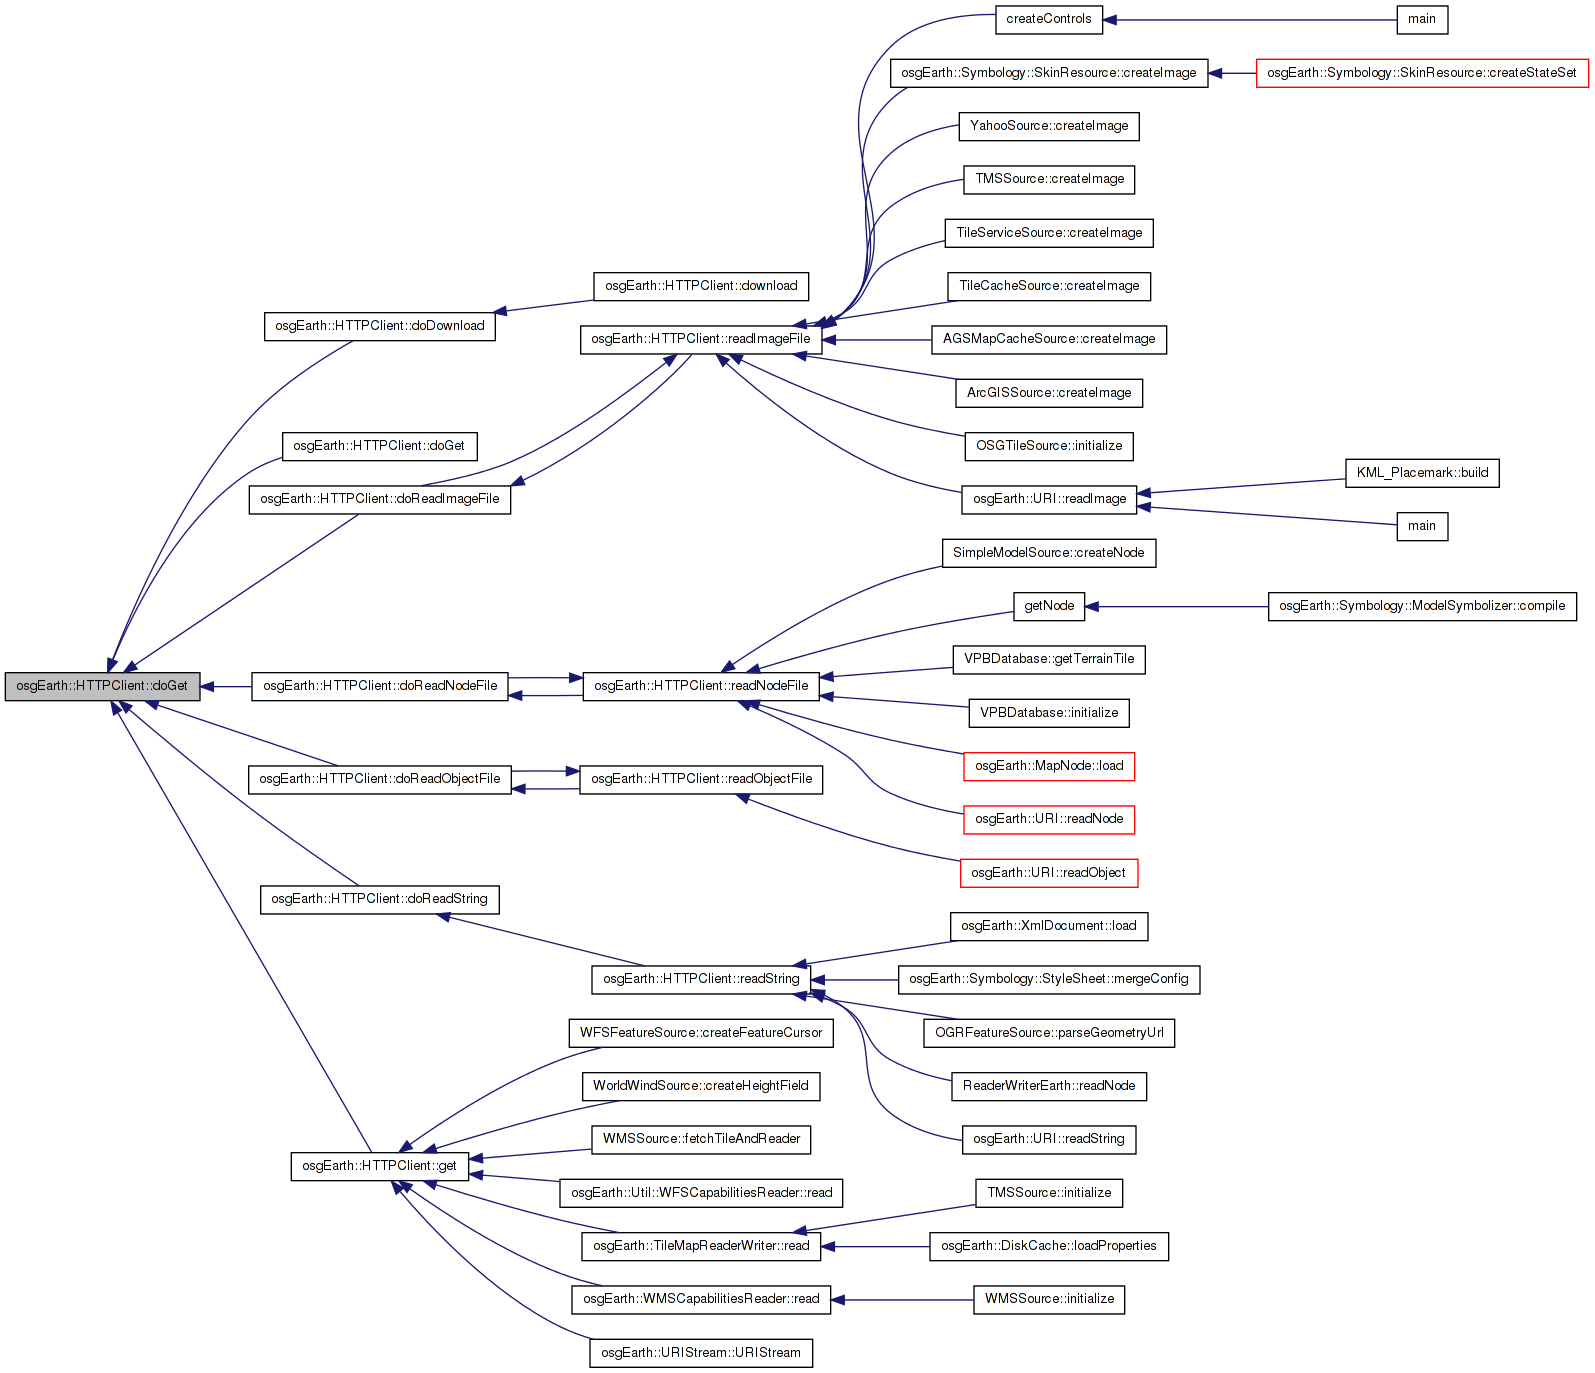 createControls
main
osgEarth::Symbology::SkinResource::createImage
osgEarth::Symbology::SkinResource::createStateSet
YahooSource::createImage
TMSSource::createImage
TileServiceSource::createImage
osgEarth::HTTPClient::download
TileCacheSource::createImage
osgEarth::HTTPClient::doDownload
osgEarth::HTTPClient::readImageFile
AGSMapCacheSource::createImage
ArcGISSource::createImage
osgEarth::HTTPClient::doGet
OSGTileSource::initialize
KML_Placemark::build
osgEarth::HTTPClient::doReadImageFile
osgEarth::URI::readImage
main
SimpleModelSource::createNode
getNode
osgEarth::Symbology::ModelSymbolizer::compile
VPBDatabase::getTerrainTile
osgEarth::HTTPClient::doGet
osgEarth::HTTPClient::doReadNodeFile
osgEarth::HTTPClient::readNodeFile
VPBDatabase::initialize
osgEarth::MapNode::load
osgEarth::HTTPClient::doReadObjectFile
osgEarth::HTTPClient::readObjectFile
osgEarth::URI::readNode
osgEarth::URI::readObject
osgEarth::HTTPClient::doReadString
osgEarth::XmlDocument::load
osgEarth::HTTPClient::readString
osgEarth::Symbology::StyleSheet::mergeConfig
WFSFeatureSource::createFeatureCursor
OGRFeatureSource::parseGeometryUrl
WorldWindSource::createHeightField
ReaderWriterEarth::readNode
WMSSource::fetchTileAndReader
osgEarth::URI::readString
osgEarth::HTTPClient::get
osgEarth::Util::WFSCapabilitiesReader::read
TMSSource::initialize
osgEarth::TileMapReaderWriter::read
osgEarth::DiskCache::loadProperties
osgEarth::WMSCapabilitiesReader::read
WMSSource::initialize
osgEarth::URIStream::URIStream